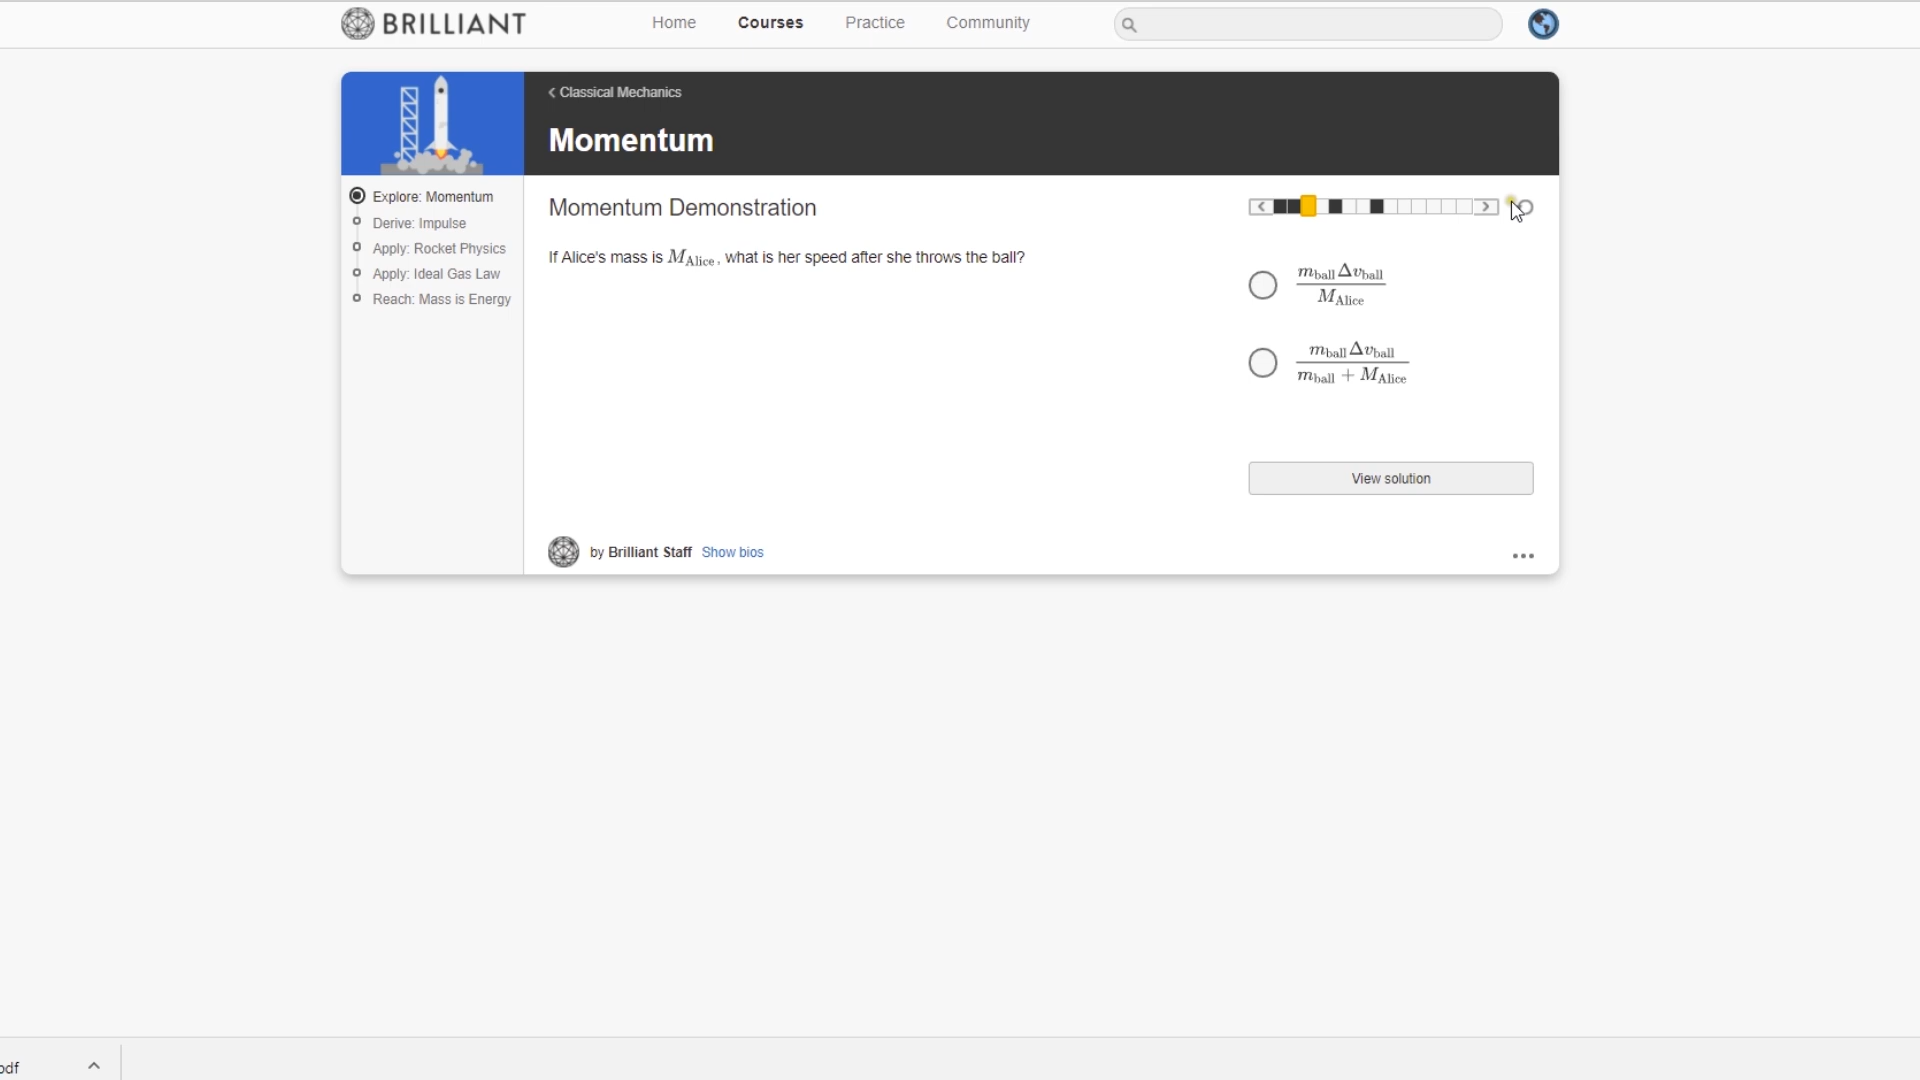 BRILLIANT
Home Courses Practice Community
< Classical Mechanics
Momentum
Explore: Momentum
Derive: Impulse
Apply: Rocket Physics
Apply: Ideal Gas Law
Reach: Mass is Energy
Momentum Demonstration
If Alice's mass is M_Alice, what is her speed after she throws the ball?
m_ball Δv_ball
M_Alice
m_ball Δv_ball
m_ball + M_Alice
View solution
by Brilliant Staff Show bios